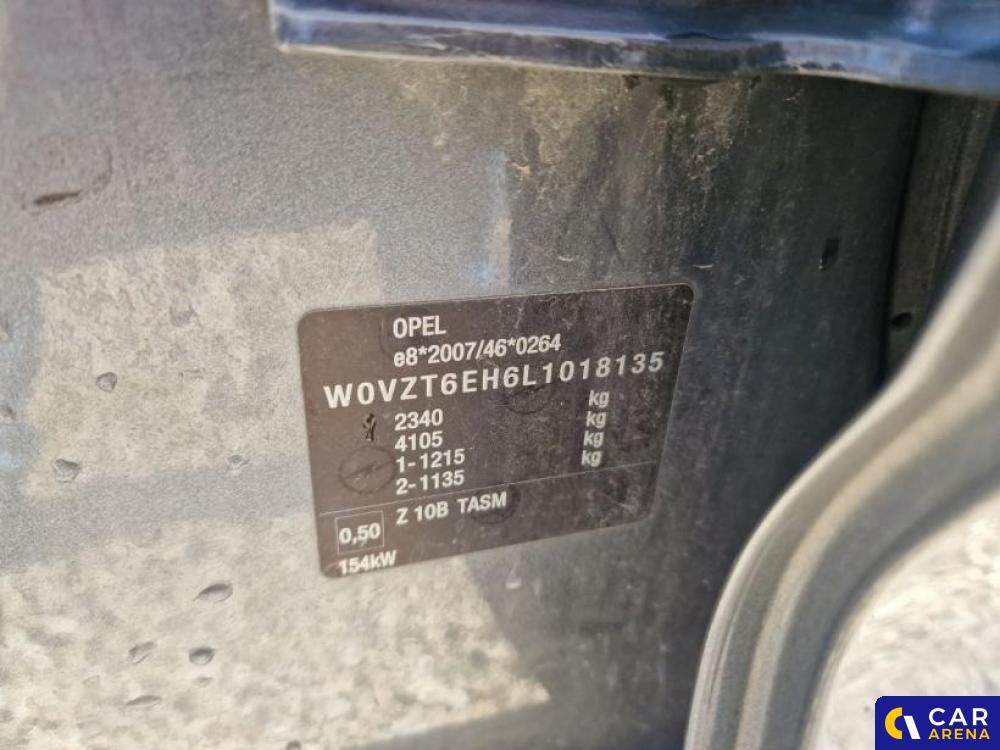 OPEL
e8*2007/46*0264
W0VZT6EH6L1018135
2340 kg
4105 kg
1-1215 kg
2-1135 kg
0,50 Z 10B TASM
154kW
CAR
ARENA